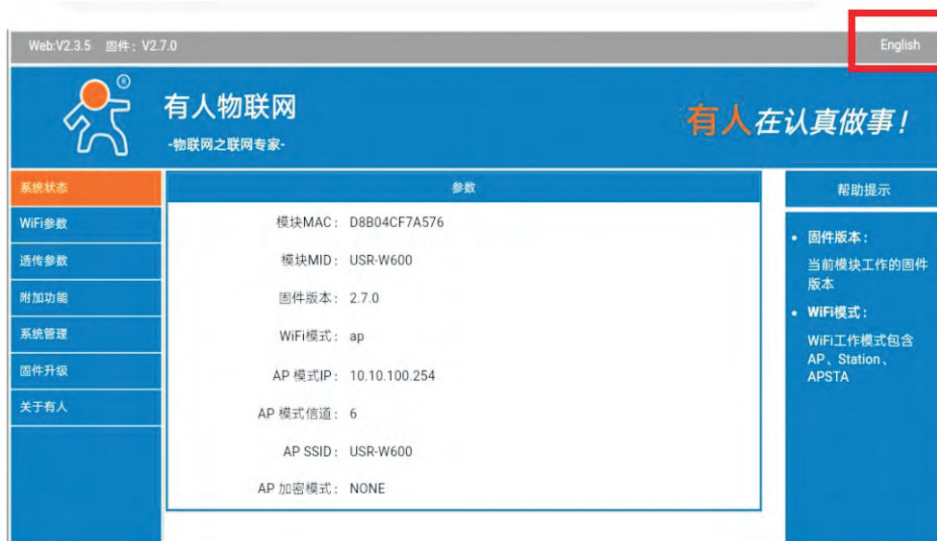 Web:V2.3.5 固件：V2.7.0
English
®
有人物联网
-物联网之联网专家-
有人在认真做事！
系统状态
WiFi参数
透传参数
附加功能
系统管理
固件升级
关于有人
参数
模块MAC： D8B04CF7A576
模块MID： USR-W600
固件版本： 2.7.0
WiFi模式： ap
AP 模式IP： 10.10.100.254
AP 模式信道： 6
AP SSID： USR-W600
AP 加密模式： NONE
帮助提示
• 固件版本：
当前模块工作的固件
版本
• WiFi模式：
WiFi工作模式包含
AP、Station、
APSTA